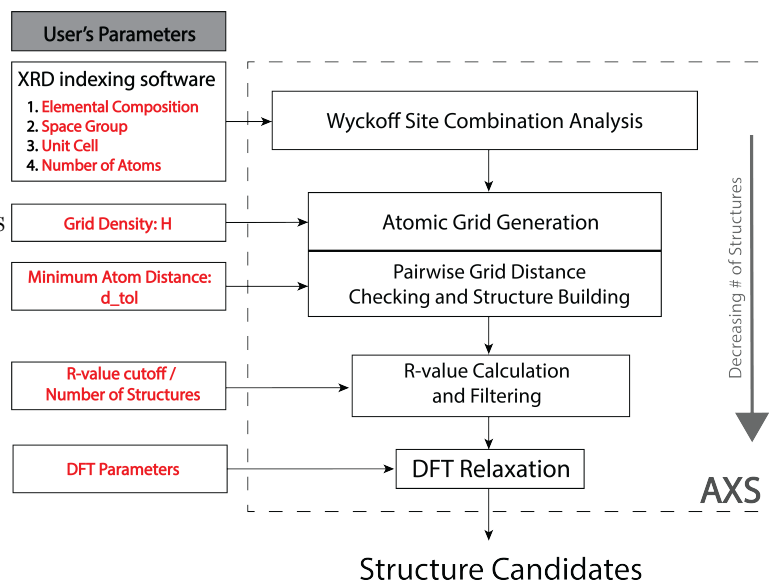 User's Parameters
XRD indexing software
1. Elemental Composition
2. Space Group
3. Unit Cell
4. Number of Atoms
Wyckoff Site Combination Analysis
s
Grid Density: H
Atomic Grid Generation
Minimum Atom Distance:
d_tol
Pairwise Grid Distance
Checking and Structure Building
R-value cutoff /
Number of Structures
R-value Calculation
and Filtering
DFT Parameters
DFT Relaxation
Decreasing # of Structures
AXS
Structure Candidates